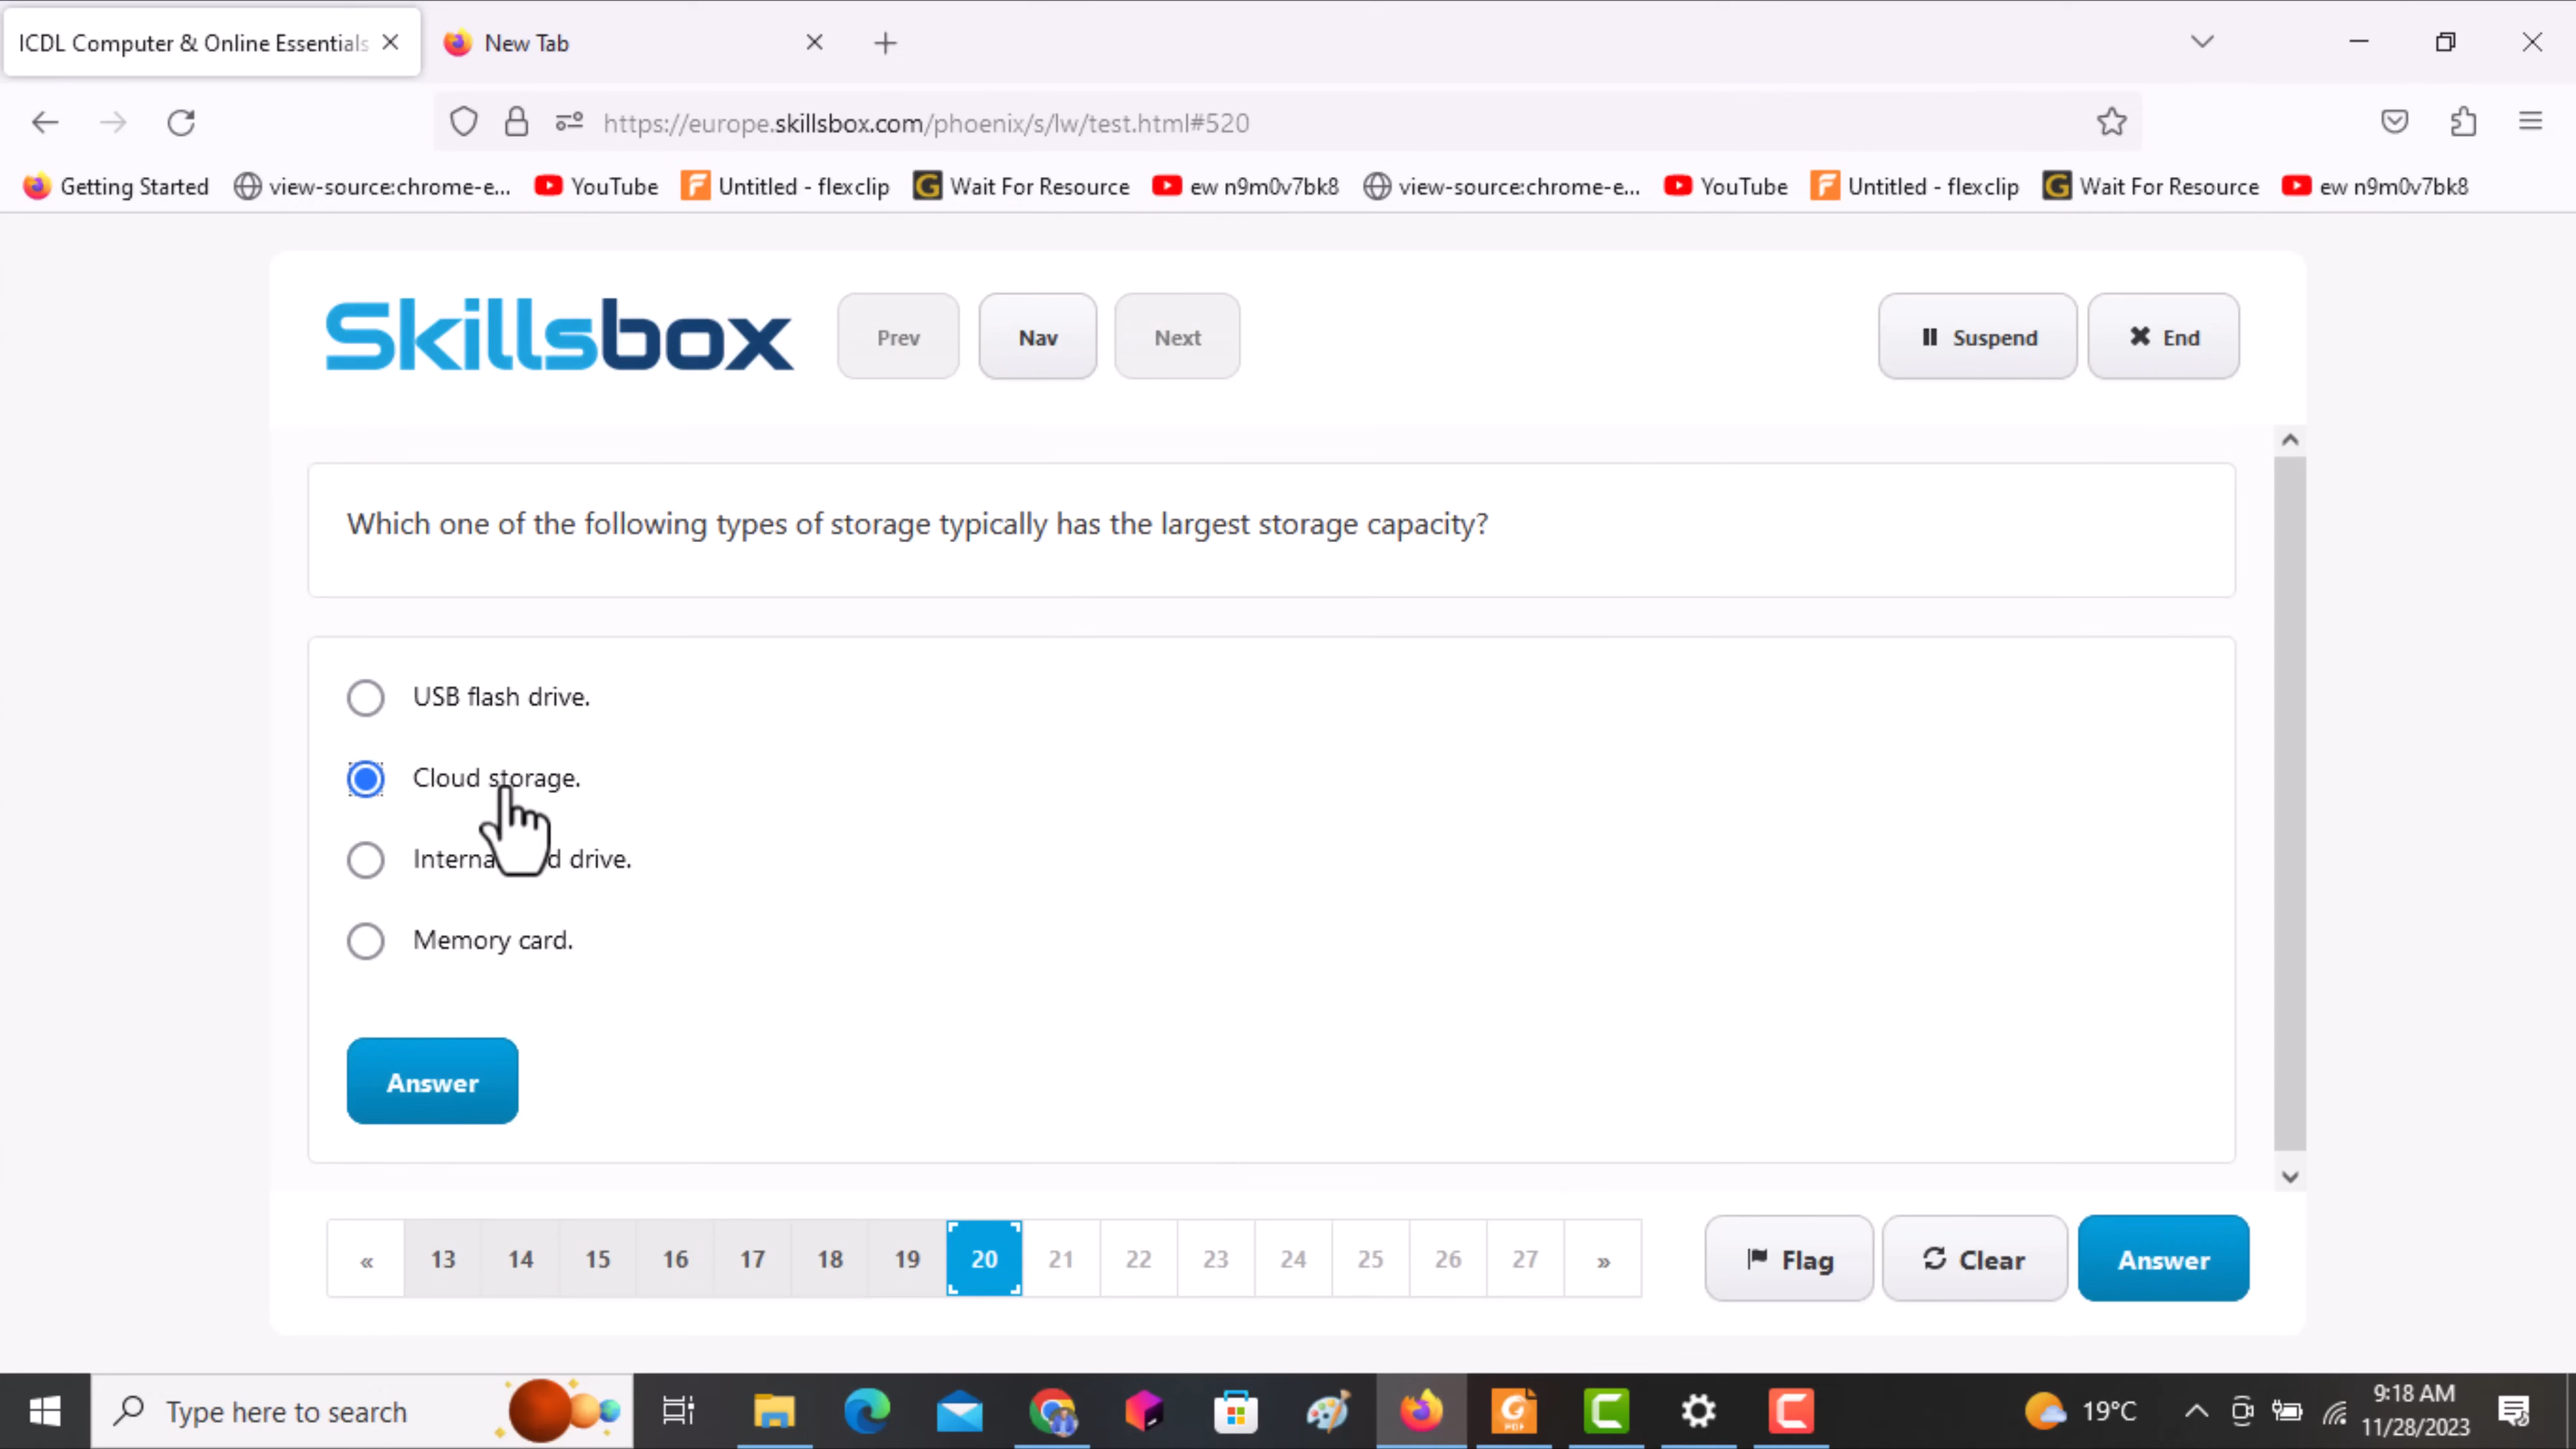 ICDL Computer & Online Essentials
New Tab
https://europe.skillsbox.com/phoenix/s/lw/test.html#520
Getting Started
view-source:chrome-e...
YouTube
Untitled - flexclip
Wait For Resource
ew n9m0v7bk8
view-source:chrome-e...
YouTube
Untitled - flexclip
Wait For Resource
ew n9m0v7bk8
Skillsbox
Prev
Nav
Next
Suspend
End
Which one of the following types of storage typically has the largest storage capacity?
USB flash drive.
Cloud storage.
drive.
Memory card.
Answer
« 13 14 15 16 17 18 19 20 21 22 23 24 25 26 27 »
Flag
Clear
Answer
Type here to search
19°C
9:18 AM
11/28/2023